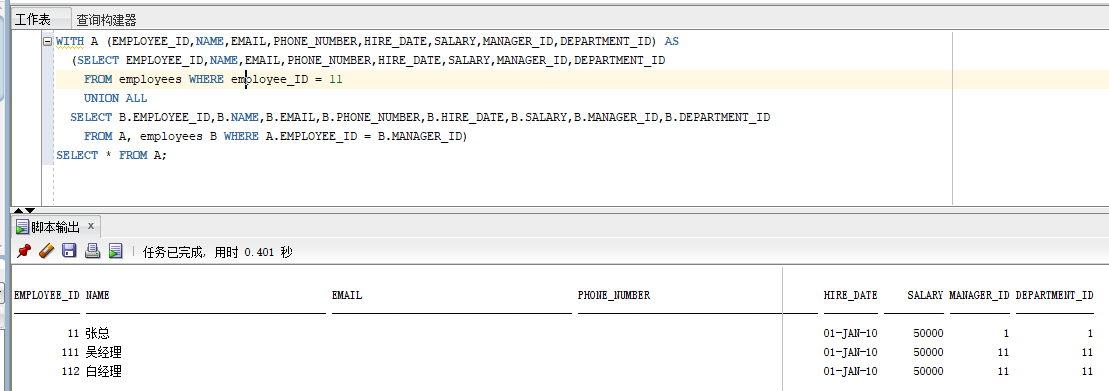 工作表 查询构建器
WITH A (EMPLOYEE_ID,NAME,EMAIL,PHONE_NUMBER,HIRE_DATE,SALARY,MANAGER_ID,DEPARTMENT_ID) AS
(SELECT EMPLOYEE_ID,NAME,EMAIL,PHONE_NUMBER,HIRE_DATE,SALARY,MANAGER_ID,DEPARTMENT_ID
FROM employees WHERE employee_ID = 11
UNION ALL
SELECT B.EMPLOYEE_ID,B.NAME,B.EMAIL,B.PHONE_NUMBER,B.HIRE_DATE,B.SALARY,B.MANAGER_ID,B.DEPARTMENT_ID
FROM A, employees B WHERE A.EMPLOYEE_ID = B.MANAGER_ID)
SELECT * FROM A;
脚本输出 x
任务已完成, 用时 0.401 秒
EMPLOYEE_ID NAME EMAIL PHONE_NUMBER HIRE_DATE SALARY MANAGER_ID DEPARTMENT_ID
11 张总 01-JAN-10 50000 1 1
111 吴经理 01-JAN-10 50000 11 11
112 白经理 01-JAN-10 50000 11 11